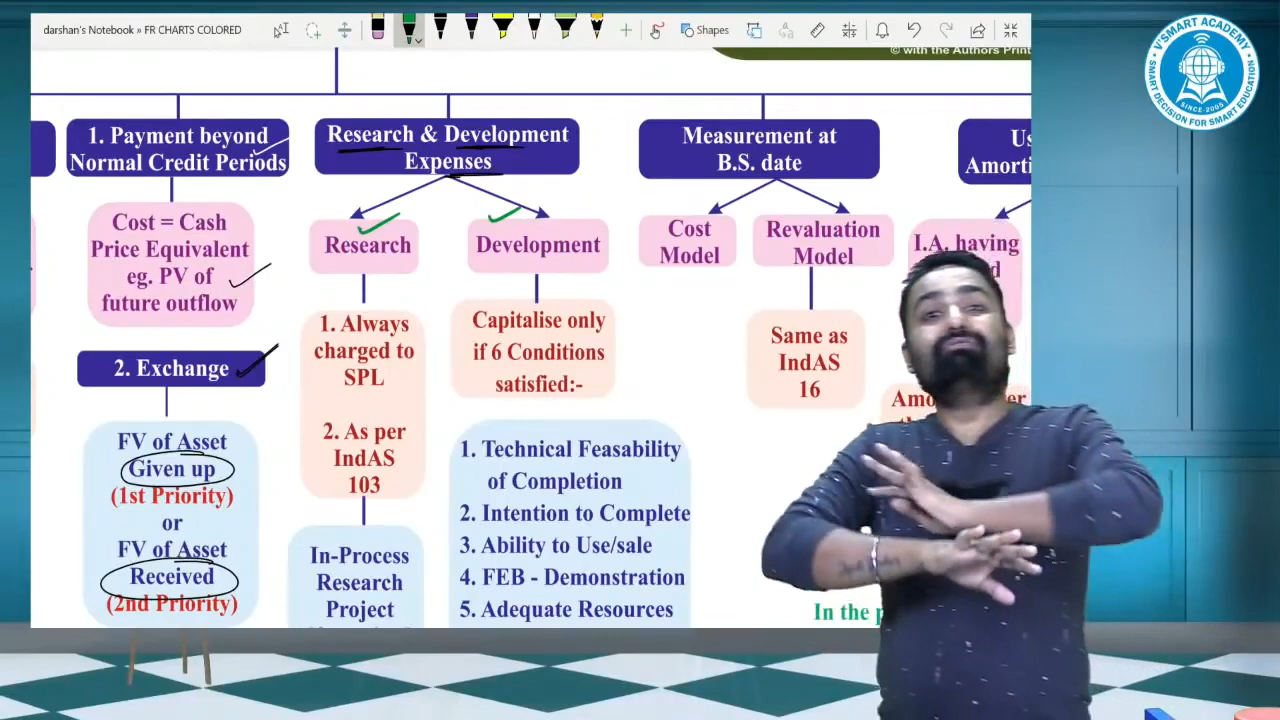 darshan's Notebook » FR CHARTS COLORED
Shapes
© with the Authors Print
V'SMART ACADEMY
SMART DECISION FOR SMART EDUCATION
SINCE-2005
1. Payment beyond
Normal Credit Periods
Cost = Cash
Price Equivalent
eg. PV of
future outflow
2. Exchange
FV of Asset
Given up
(1st Priority)
or
FV of Asset
Received
(2nd Priority)
Research & Development
Expenses
Research
1. Always
charged to
SPL
2. As per
IndAS
103
In-Process
Research
Project
Development
Capitalise only
if 6 Conditions
satisfied:-
1. Technical Feasability
of Completion
2. Intention to Complete
3. Ability to Use/sale
4. FEB - Demonstration
5. Adequate Resources
Measurement at
B.S. date
Cost
Model
Revaluation
Model
Same as
IndAS
16
In the
I.A. having